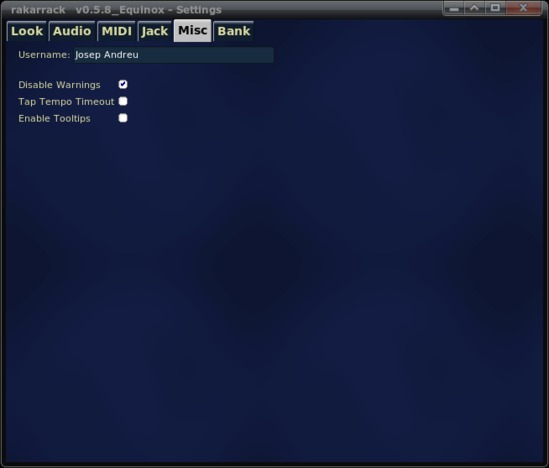 rakarrack v0.5.8_Equinox - Settings
Look Audio MIDI Jack Misc Bank
Username: Josep Andreu
Disable Warnings
Tap Tempo Timeout
Enable Tooltips